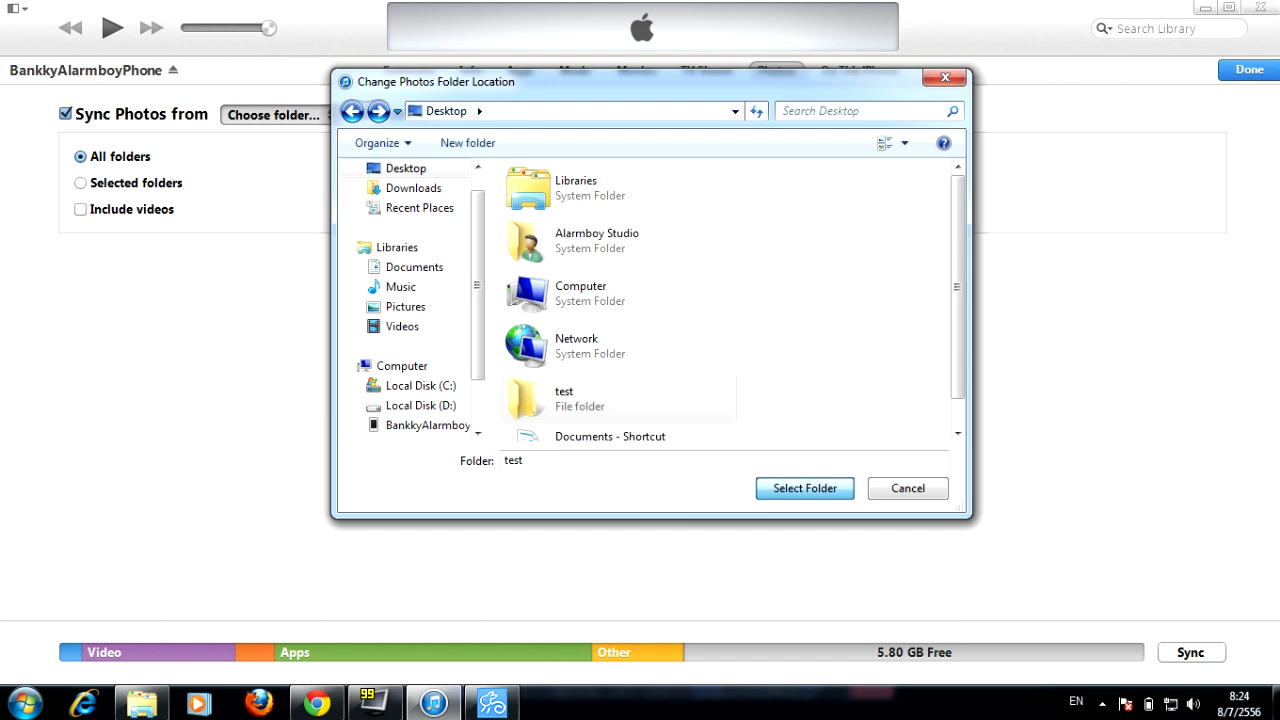 Search Library
BankkyAlarmboyPhone
Done
Change Photos Folder Location
Sync Photos from
Choose folder...
All folders
Selected folders
Include videos
Desktop
Search Desktop
Organize
New folder
Desktop
Downloads
Recent Places
Libraries
Documents
Music
Pictures
Videos
Computer
Local Disk (C:)
Local Disk (D:)
BankkyAlarmboy
Libraries
System Folder
Alarmboy Studio
System Folder
Computer
System Folder
Network
System Folder
test
File folder
Documents - Shortcut
Folder: test
Select Folder
Cancel
Video
Apps
Other
5.80 GB Free
Sync
99
EN
8:24
8/7/2556